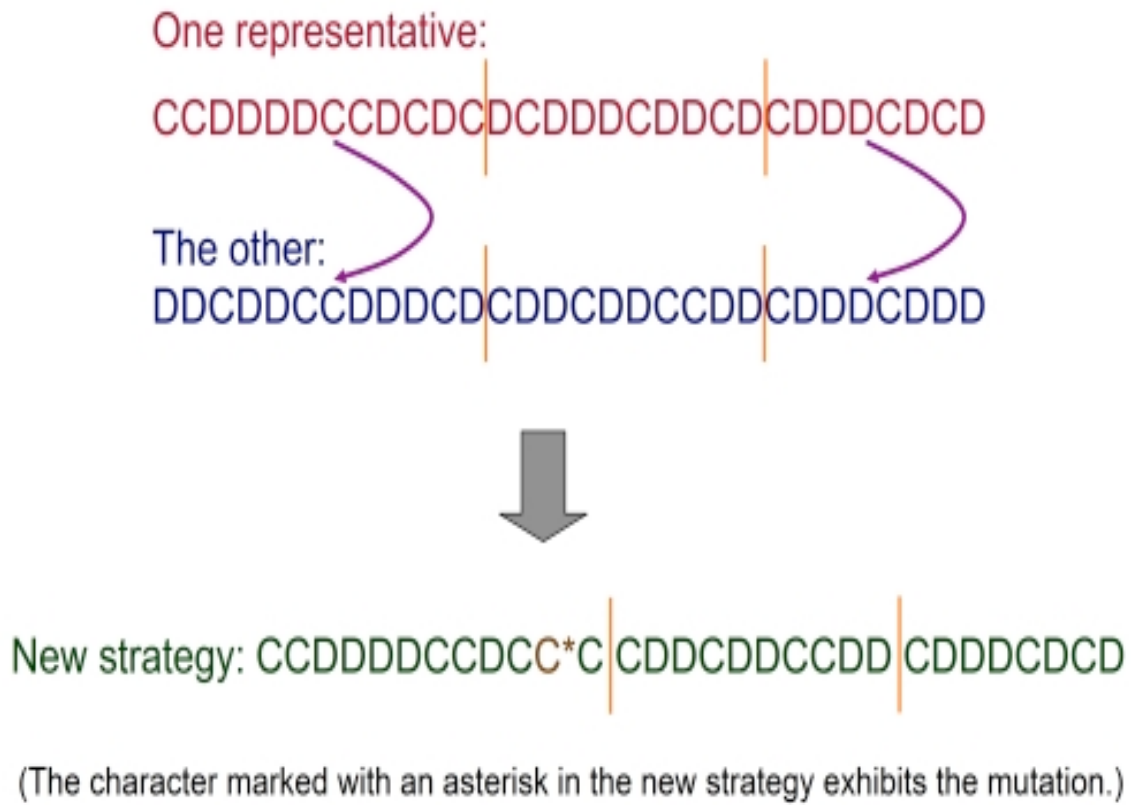 One representative:
CCDDDDCCDCDCDCDDDCDDCDCDDDCDCD
The other:
DDCDDCCDDDCDCDDCDDCCDDCDDDCDDD
New strategy: CCDDDDCCDCC*C CDDCDDCCDD CDDDCDCD
(The character marked with an asterisk in the new strategy exhibits the mutation.)